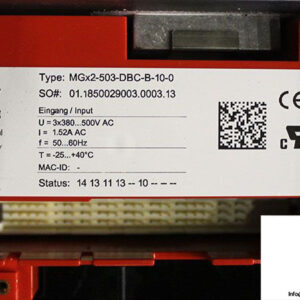 Type: MGx2-503-DBC-B-10-0
SO#: 01.1850029003.0003.13
Eingang / Input
U = 3x380...500V AC
I = 1.52A AC
f = 50...60Hz
T = -25...+40°C
MAC-ID: -
Status: 14 13 11 13 -- 10 -- -- --